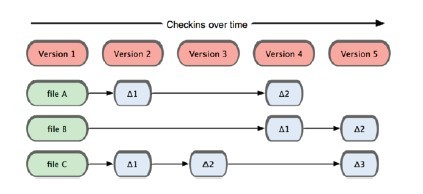 Checkins over time
Version 1 Version 2 Version 3 Version 4 Version 5
file A Δ1 Δ2
file B Δ1 Δ2
file C Δ1 Δ2 Δ3